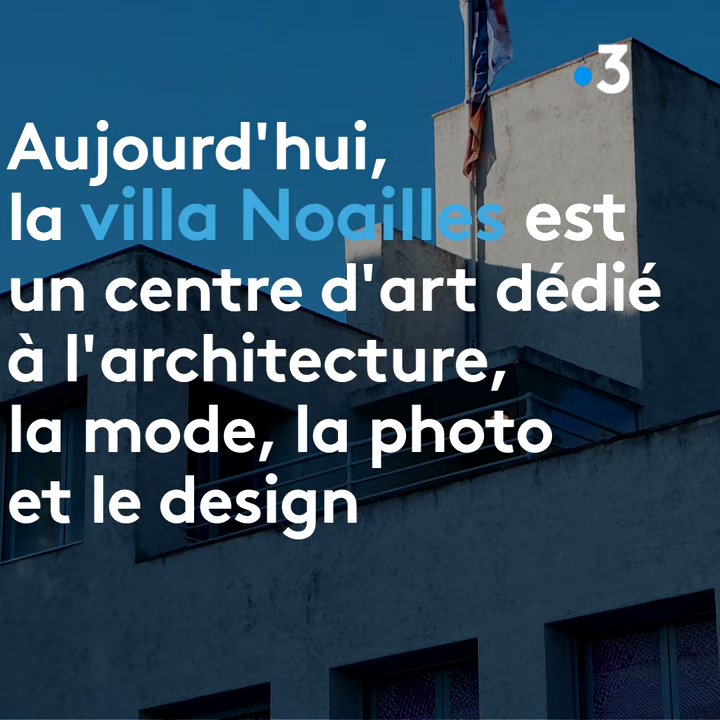 3
Aujourd'hui,
la villa Noailles est
un centre d'art dédié
à l'architecture,
la mode, la photo
et le design